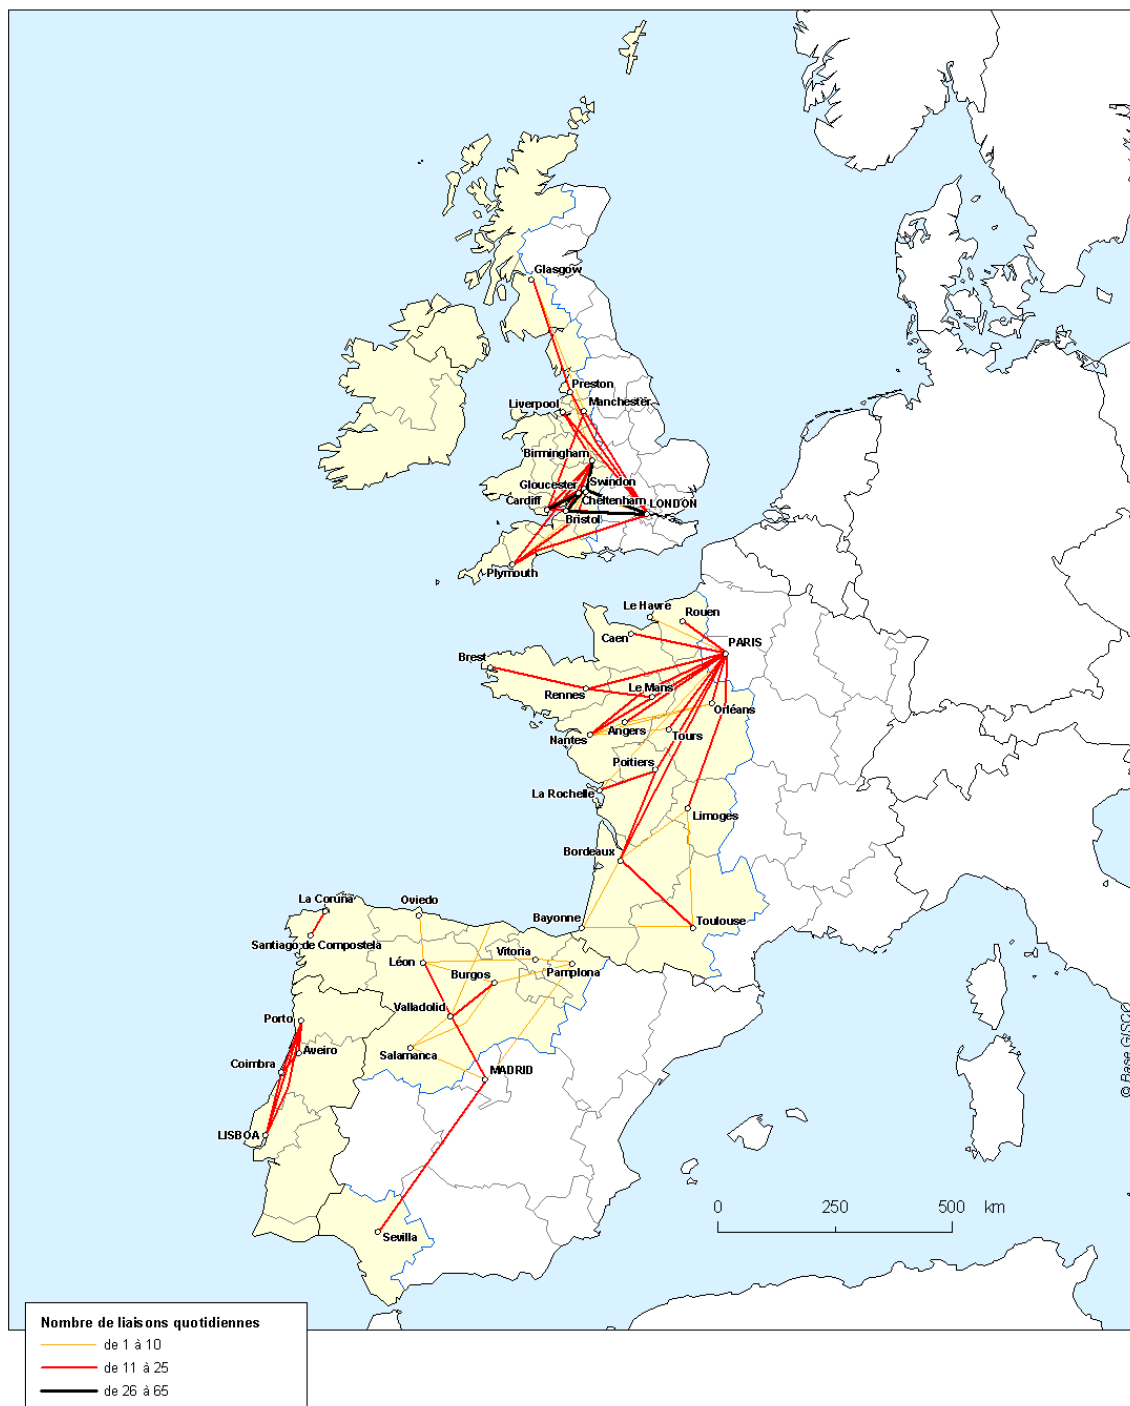 Glasgow
Preston
Liverpool
Manchester
Birmingham
Swindon
Gloucester
Cheltenham
LONDON
Cardiff
Bristol
Plymouth
Le Havre
Rouen
Caen
PARIS
Brest
Rennes
Le Mans
Orléans
Nantes
Angers
Tours
Poitiers
La Rochelle
Limoges
Bordeaux
Bayonne
Toulouse
La Coruña
Oviedo
Santiago de Compostela
Vitoria
Léon
Burgos
Pamplona
Valladolid
Porto
Aveiro
Salamanca
Coimbra
MADRID
LISBOA
Sevilla
0 250 500 km
© Base GISCO
Nombre de liaisons quotidiennes
de 1 à 10
de 11 à 25
de 26 à 65